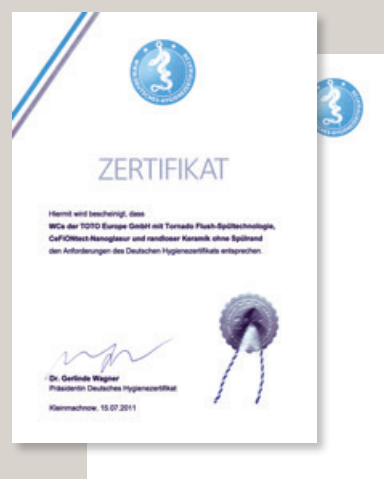 ZERTIFIKAT
Hiermit wird bescheinigt, dass
WCs der TOTO Europe GmbH mit Tornado Flush-Spültechnologie,
CeFiONtect-Nanoglasur und randloser Keramik ohne Spülrand
den Anforderungen des Deutschen Hygienezertifikats entsprechen.
Dr. Gerlinde Wagner
Präsidentin Deutsches Hygienezertifikat
Kleinmachnow, 15.07.2011